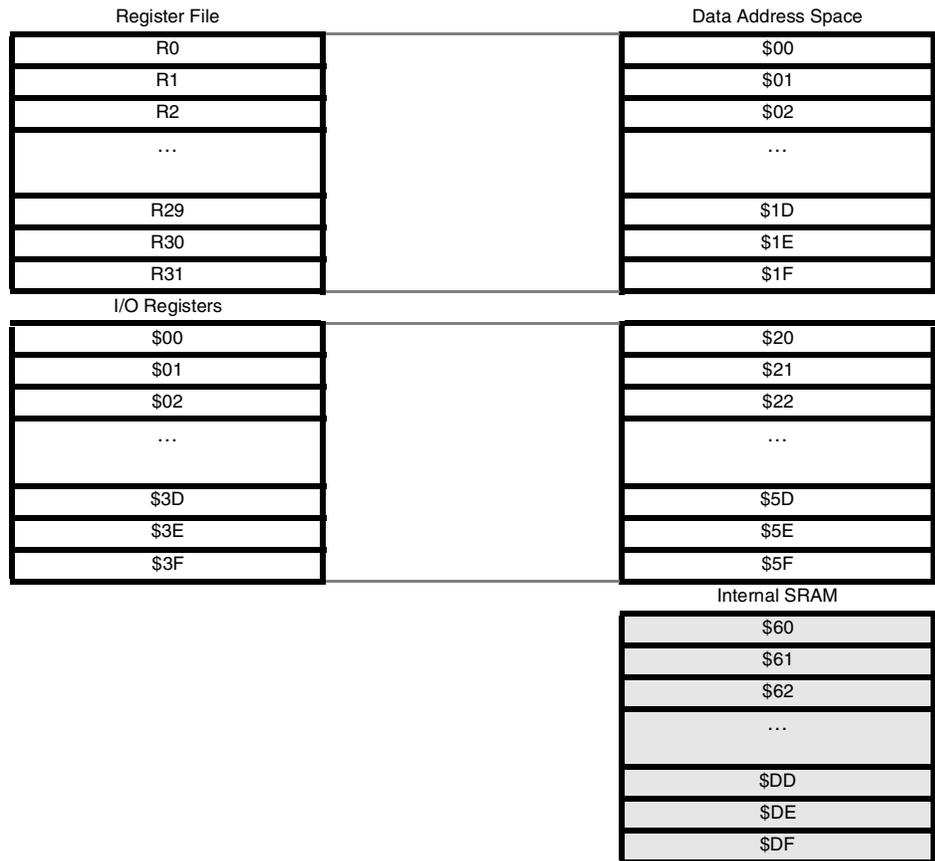 Register File
Data Address Space
R0
$00
R1
$01
R2
$02
...
...
R29
$1D
R30
$1E
R31
$1F
I/O Registers
$00
$20
$01
$21
$02
$22
...
...
$3D
$5D
$3E
$5E
$3F
$5F
Internal SRAM
$60
$61
$62
...
$DD
$DE
$DF